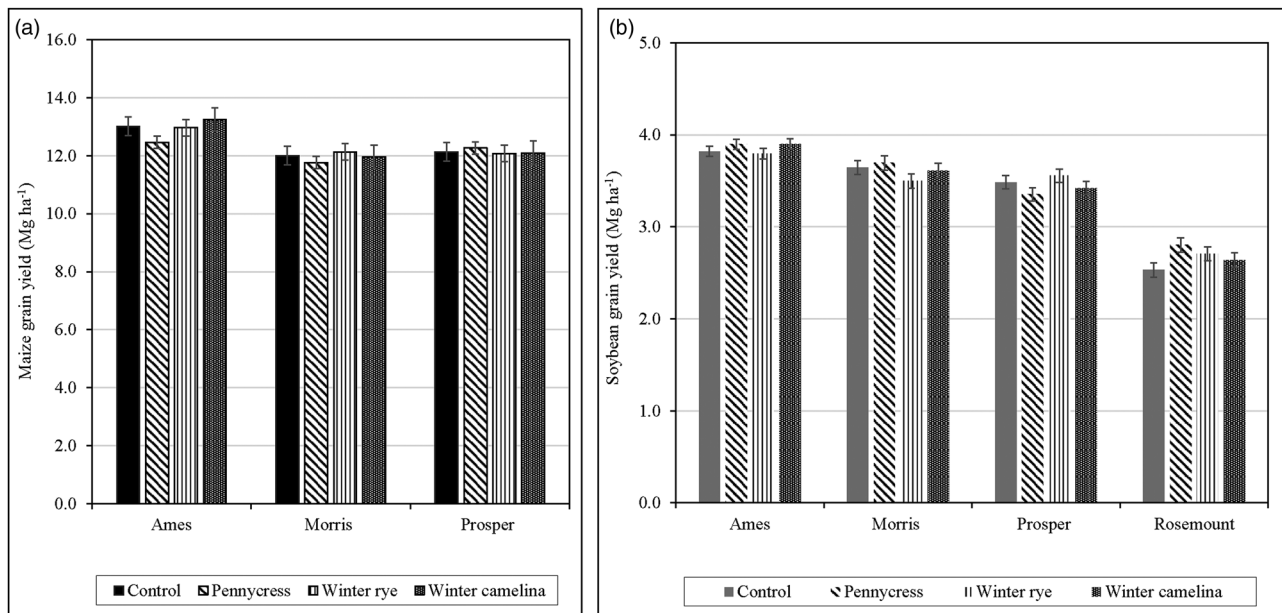 (a)
16.0
14.0
12.0
10.0
8.0
6.0
4.0
2.0
0.0
Maize grain yield (Mg ha-1)
Ames Morris Prosper
Control Pennycress Winter rye Winter camelina
(b)
5.0
4.0
3.0
2.0
1.0
0.0
Soybean grain yield (Mg ha-1)
Ames Morris Prosper Rosemount
Control Pennycress Winter rye Winter camelina